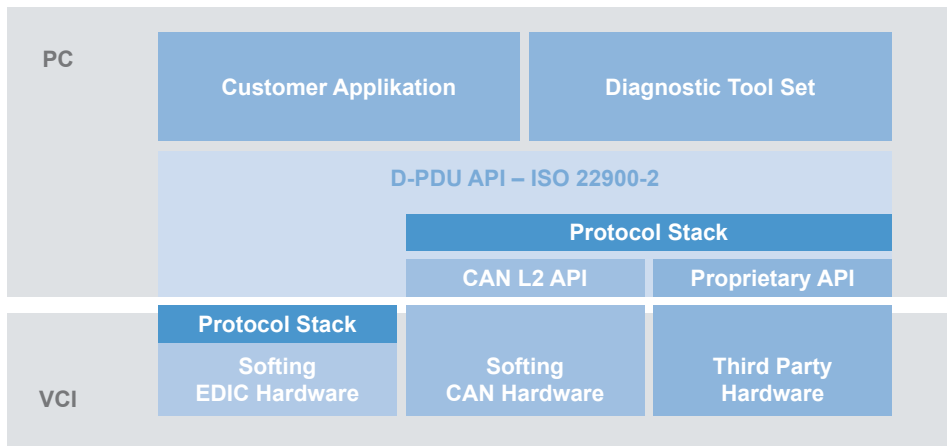 PC
Customer Applikation
Diagnostic Tool Set
D-PDU API – ISO 22900-2
Protocol Stack
CAN L2 API
Proprietary API
VCI
Protocol Stack
Softing
EDIC Hardware
Softing
CAN Hardware
Third Party
Hardware